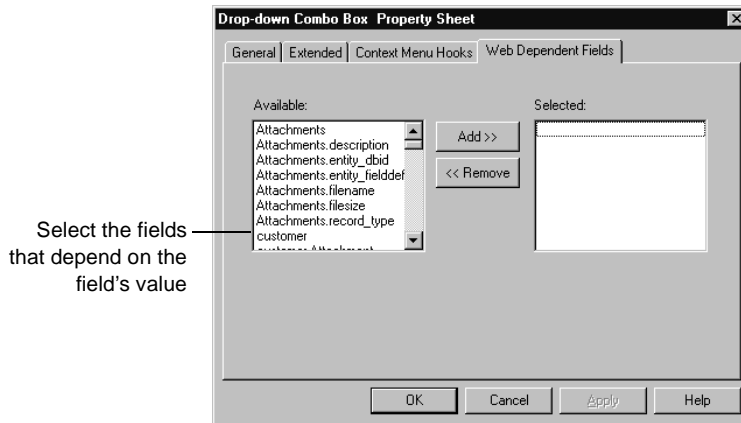 Drop-down Combo Box Property Sheet
General
Extended
Context Menu Hooks
Web Dependent Fields
Available:
Attachments
Attachments.description
Attachments.entity_dbid
Attachments.entity_fielddef
Attachments.filename
Attachments.filesize
Attachments.record_type
customer
Add >>
<< Remove
Selected:
Select the fields
that depend on the
field's value
OK
Cancel
Apply
Help